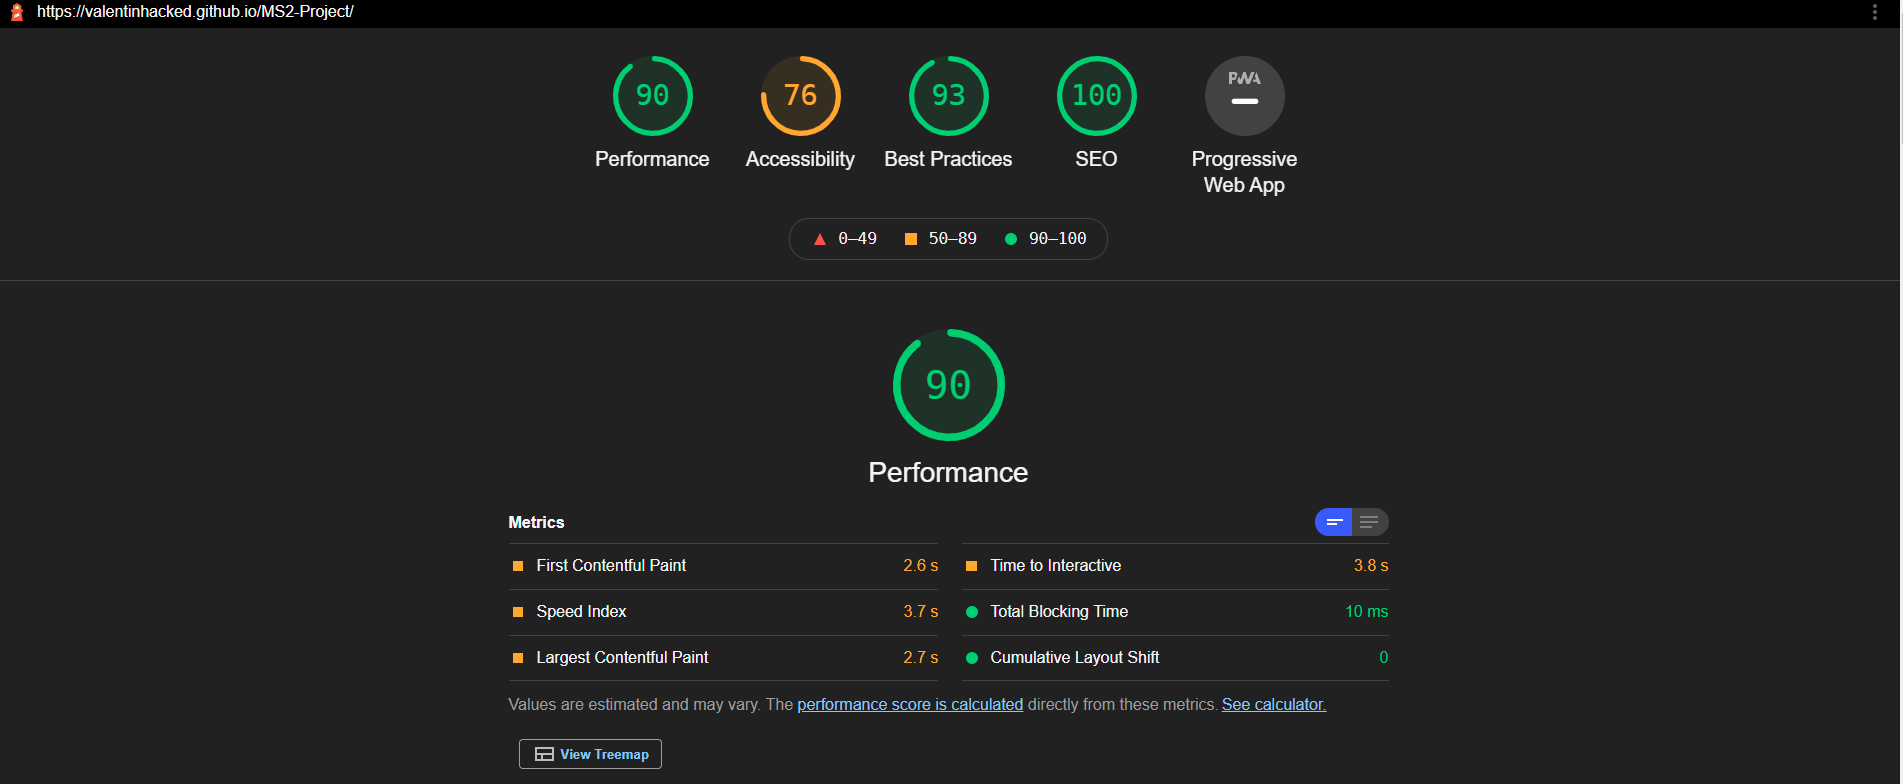 https://valentinhacked.github.io/MS2-Project/
90
76
93
100
PWA
Performance
Accessibility
Best Practices
SEO
Progressive
Web App
0–49
50–89
90–100
90
Performance
Metrics
First Contentful Paint
2.6 s
Time to Interactive
3.8 s
Speed Index
3.7 s
Total Blocking Time
10 ms
Largest Contentful Paint
2.7 s
Cumulative Layout Shift
0
Values are estimated and may vary. The performance score is calculated directly from these metrics. See calculator.
View Treemap